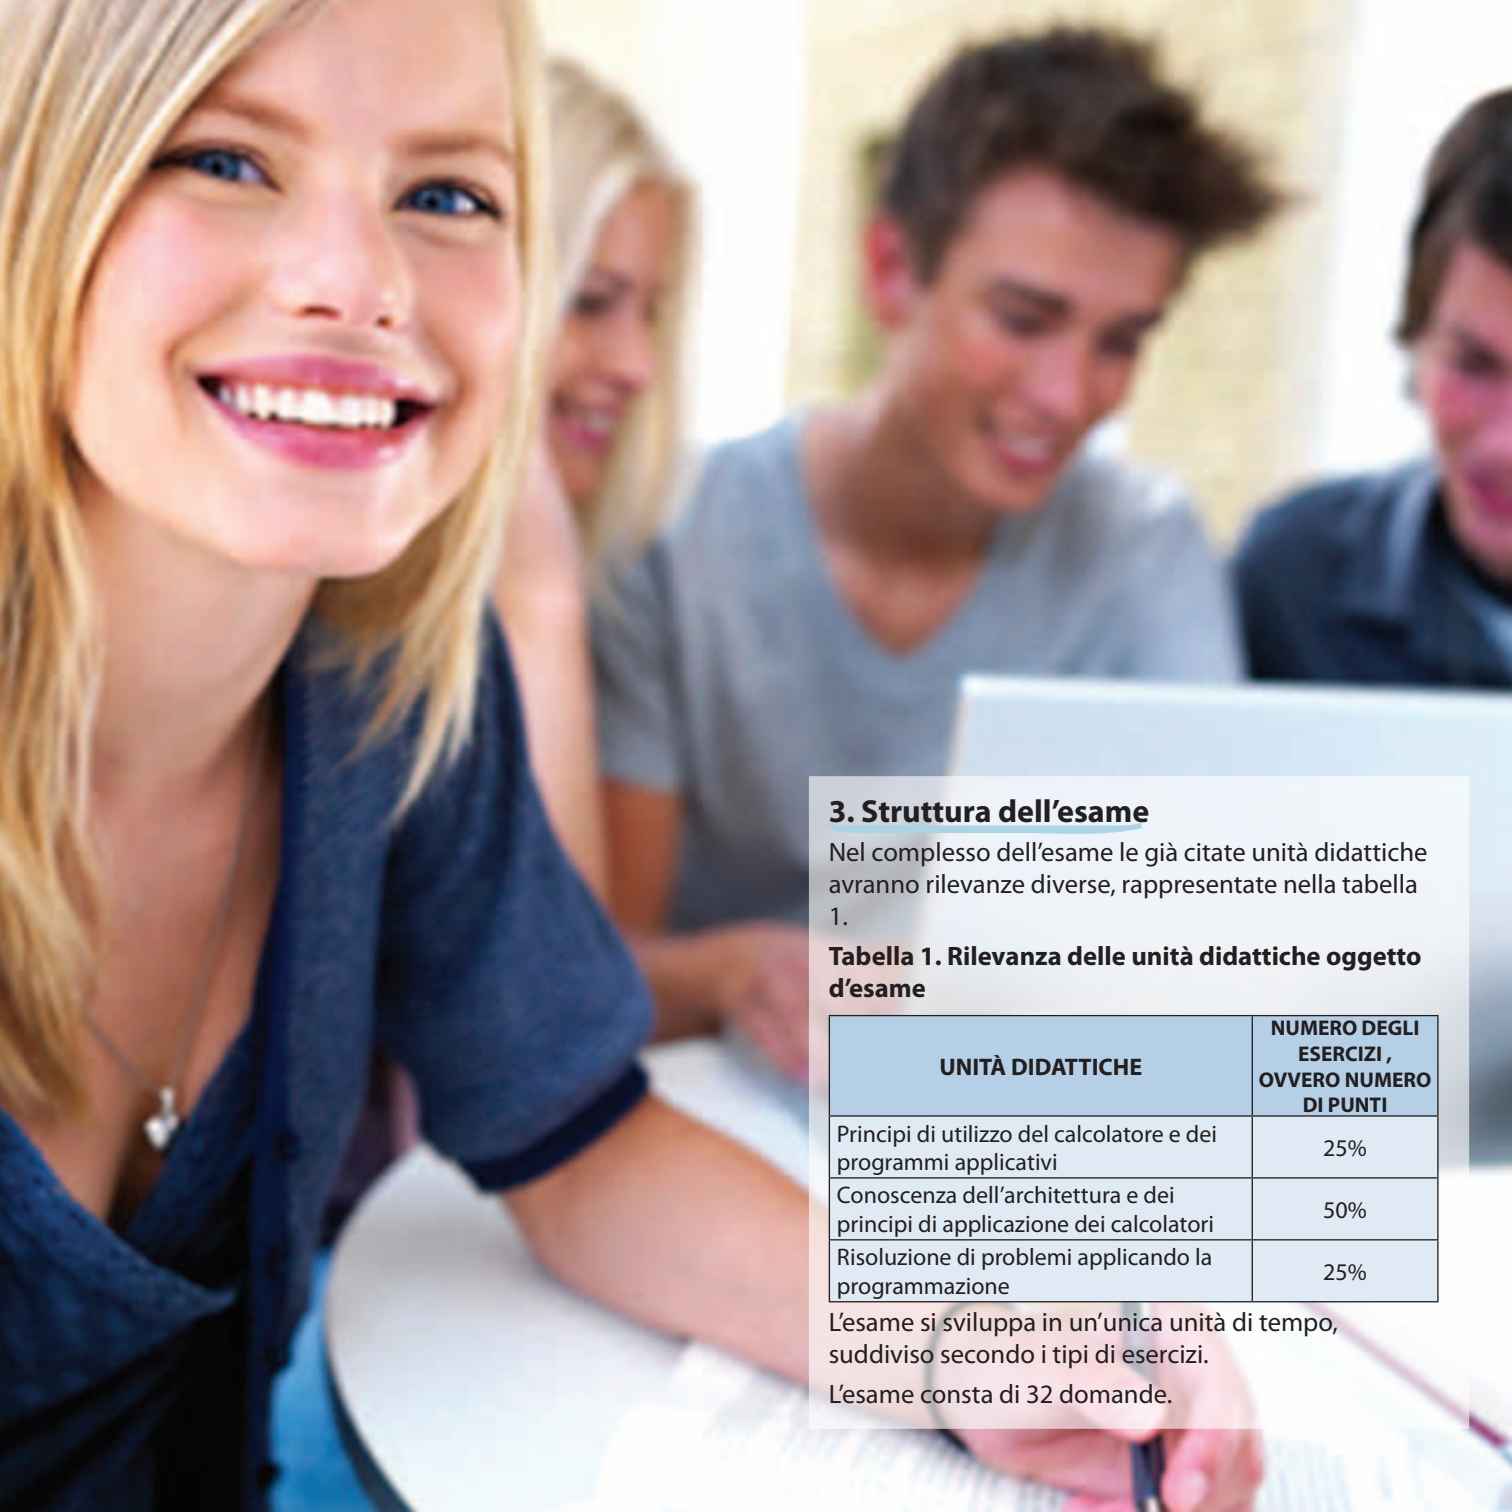 3. Struttura dell’esame
Nel complesso dell’esame le già citate unità didattiche
avranno rilevanze diverse, rappresentate nella tabella
1.
Tabella 1. Rilevanza delle unità didattiche oggetto
d’esame
UNITÀ DIDATTICHE
NUMERO DEGLI
ESERCIZI ,
OVVERO NUMERO
DI PUNTI
Principi di utilizzo del calcolatore e dei
programmi applicativi
25%
Conoscenza dell’architettura e dei
principi di applicazione dei calcolatori
50%
Risoluzione di problemi applicando la
programmazione
25%
L’esame si sviluppa in un’unica unità di tempo,
suddiviso secondo i tipi di esercizi.
L’esame consta di 32 domande.